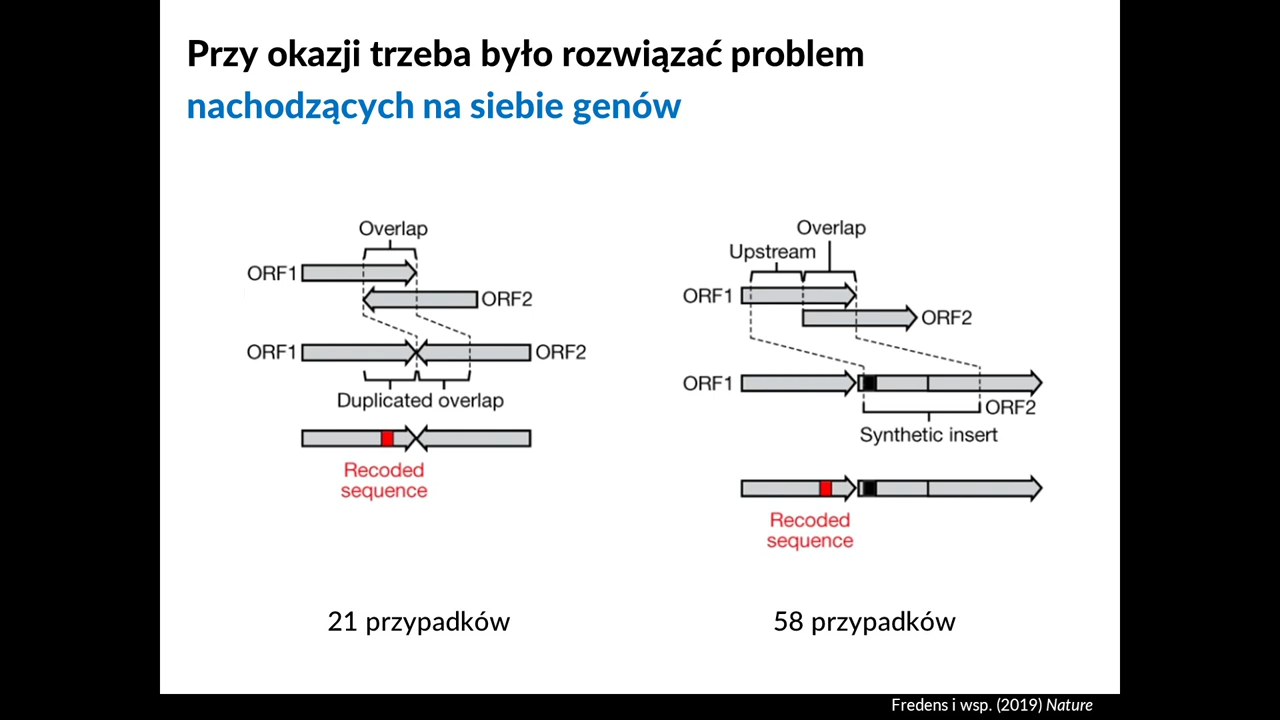 Przy okazji trzeba było rozwiązać problem
nachodzących na siebie genów
Overlap
ORF1
ORF2
ORF1
ORF2
Duplicated overlap
Recoded
sequence
21 przypadków
Overlap
Upstream
ORF1
ORF2
ORF1
ORF2
Synthetic insert
Recoded
sequence
58 przypadków
Fredens i wsp. (2019) Nature